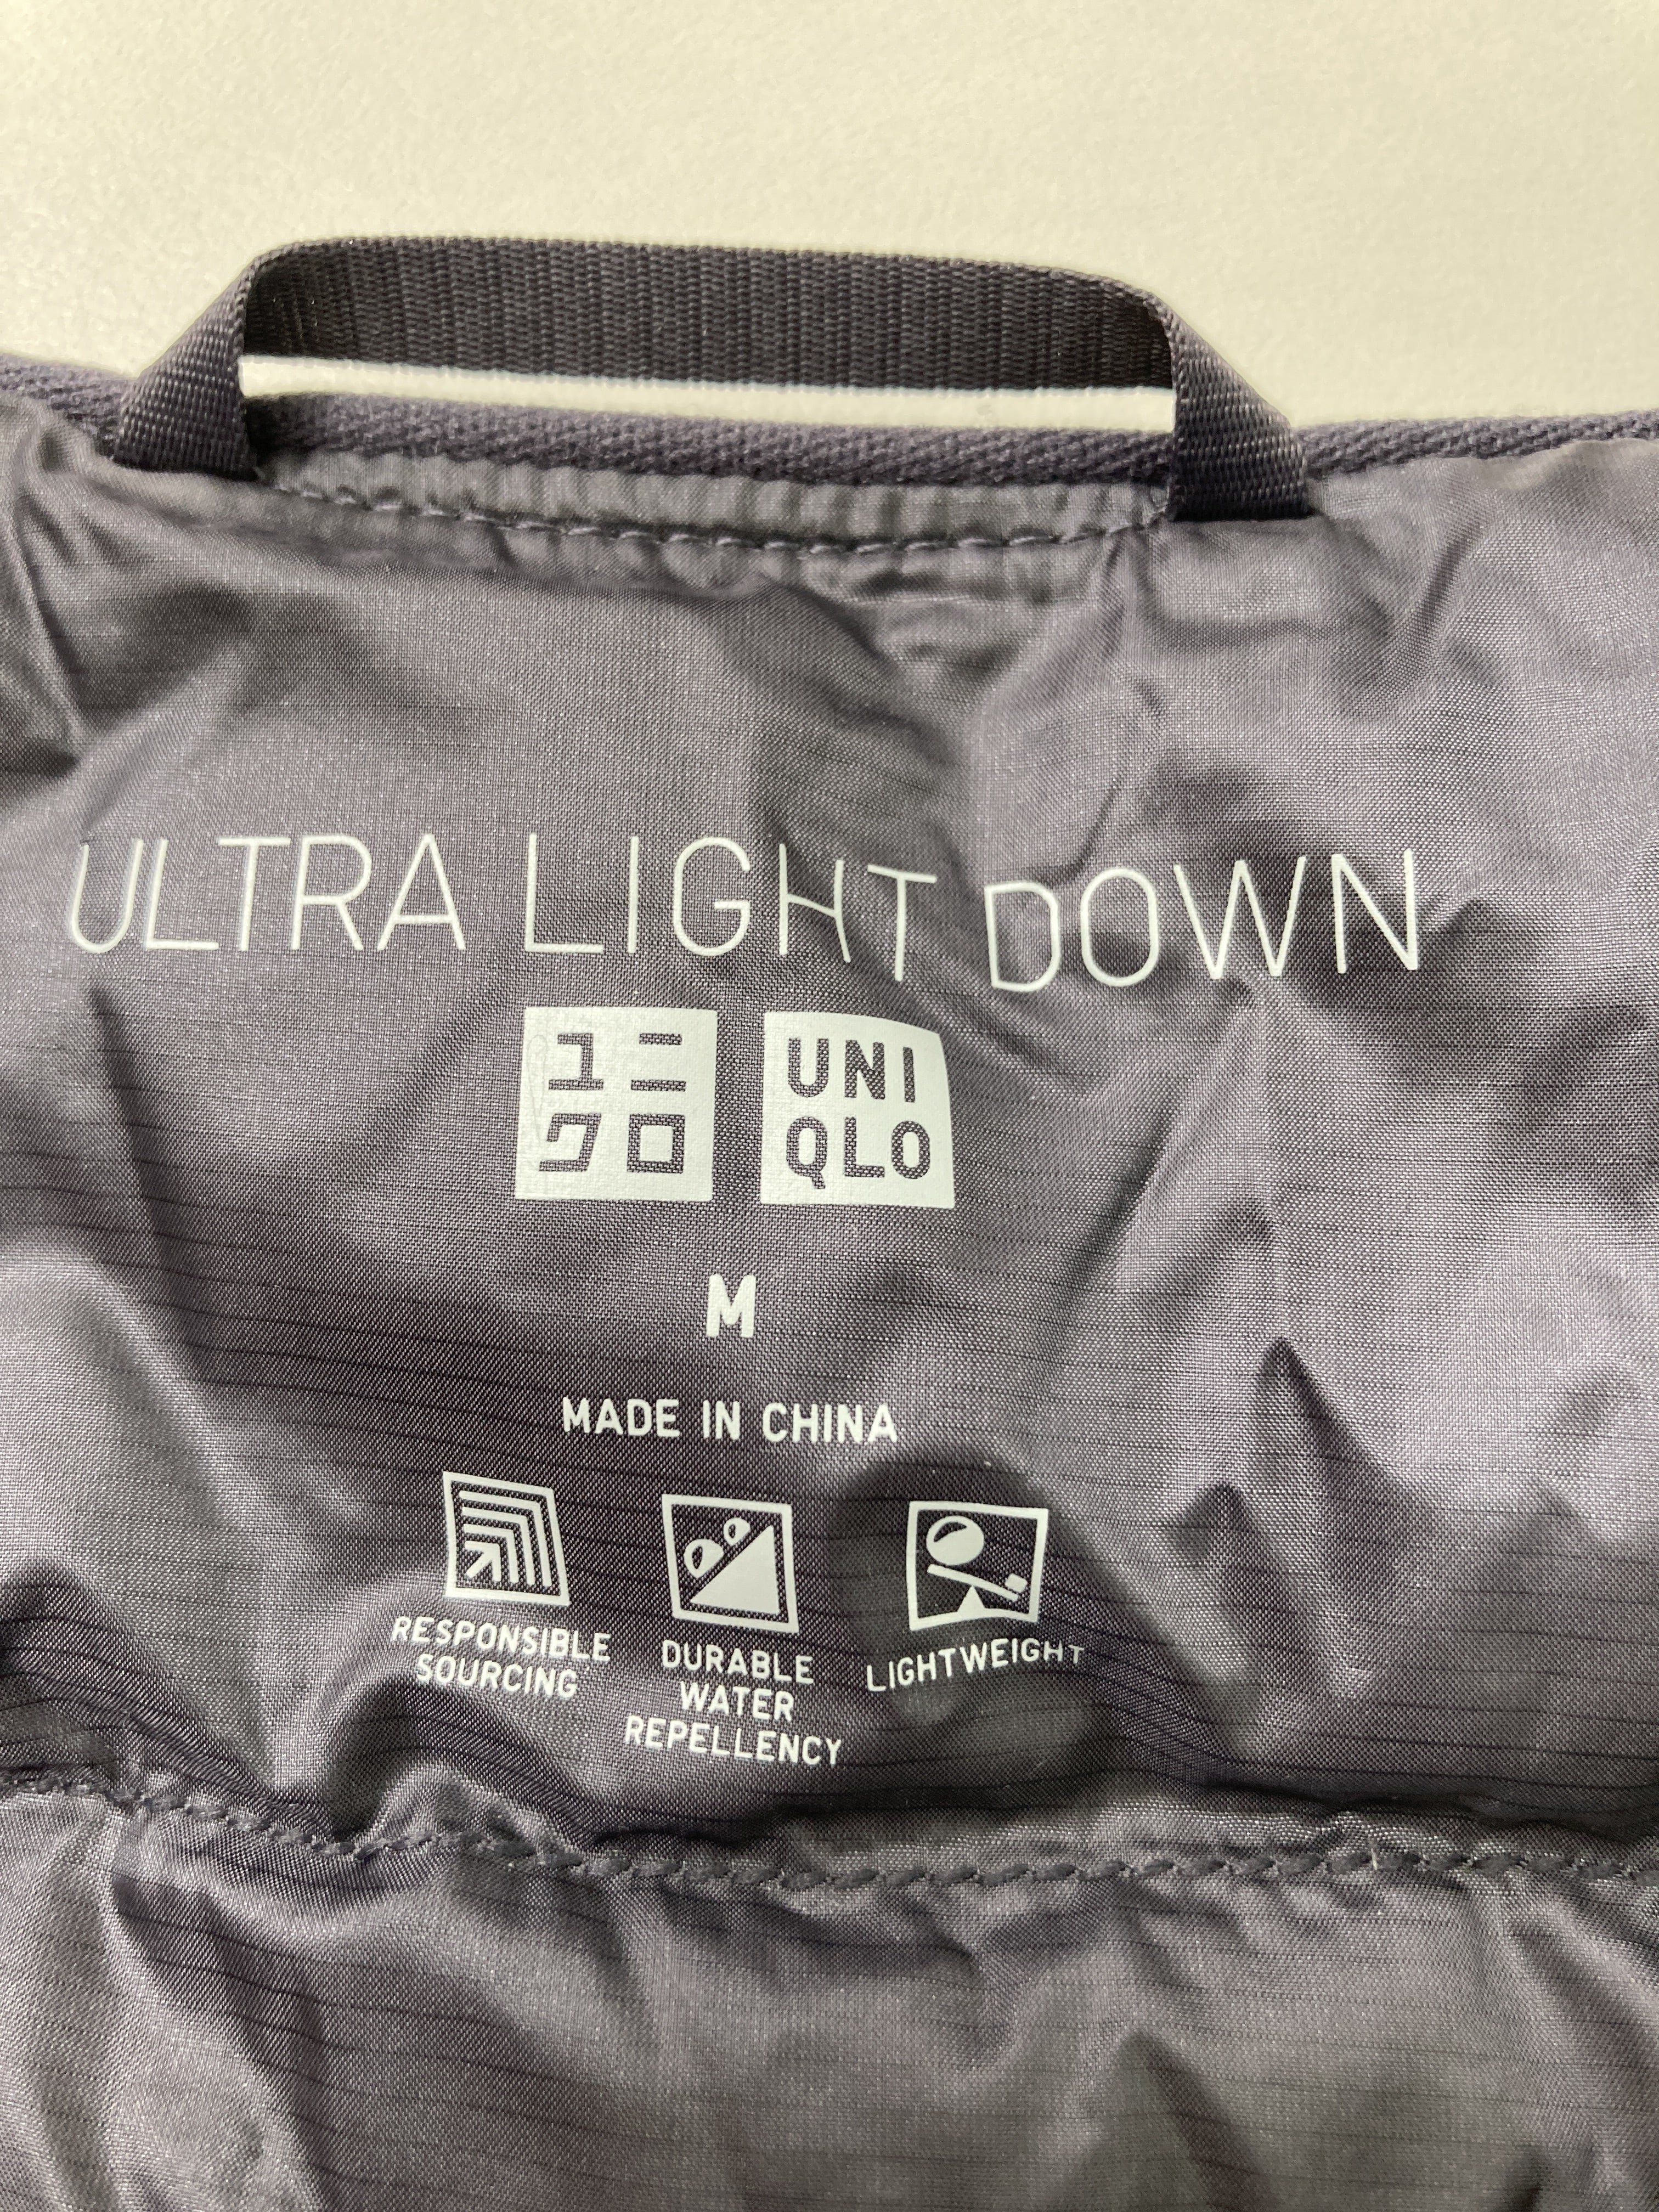 ULTRA LIGHT DOWN
ユニ
クロ
UNI
QLO
M
MADE IN CHINA
RESPONSIBLE
SOURCING
DURABLE
WATER
REPELLENCY
LIGHTWEIGHT